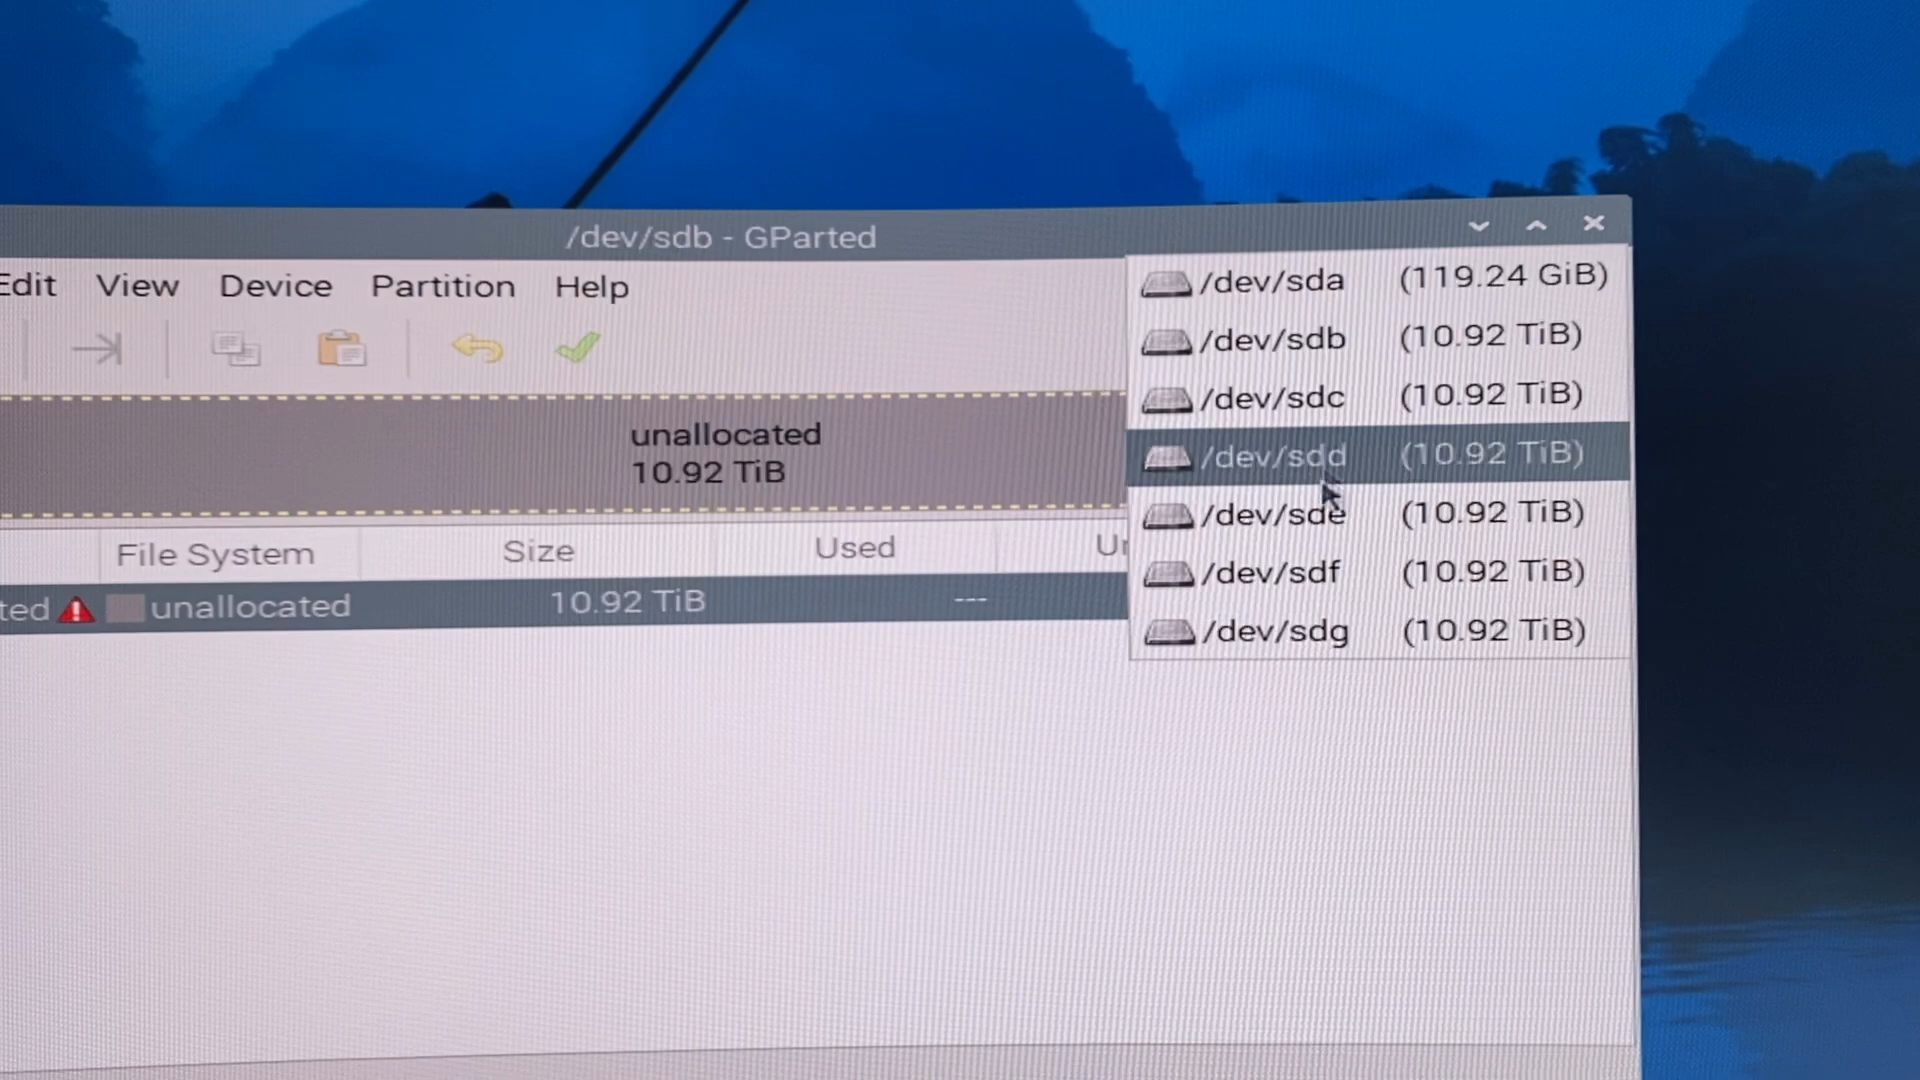 /dev/sdb - GParted
Edit View Device Partition Help
/dev/sda (119.24 GiB)
/dev/sdb (10.92 TiB)
/dev/sdc (10.92 TiB)
/dev/sdd (10.92 TiB)
/dev/sde (10.92 TiB)
/dev/sdf (10.92 TiB)
/dev/sdg (10.92 TiB)
unallocated
10.92 TiB
File System Size Used
unallocated 10.92 TiB ---